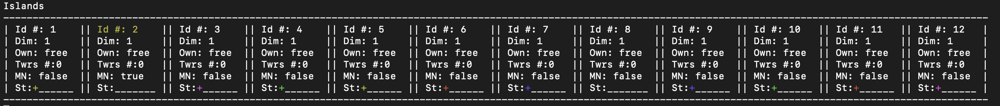 Islands
| Id #: 1    || Id #: 2    || Id #: 3    || Id #: 4    || Id #: 5    || Id #: 6    || Id #: 7    || Id #: 8    || Id #: 9    || Id #: 10   || Id #: 11   || Id #: 12   |
| Dim: 1     || Dim: 1     || Dim: 1     || Dim: 1     || Dim: 1     || Dim: 1     || Dim: 1     || Dim: 1     || Dim: 1     || Dim: 1     || Dim: 1     || Dim: 1     |
| Own: free  || Own: free  || Own: free  || Own: free  || Own: free  || Own: free  || Own: free  || Own: free  || Own: free  || Own: free  || Own: free  || Own: free  |
| Twrs #:0   || Twrs #:0   || Twrs #:0   || Twrs #:0   || Twrs #:0   || Twrs #:0   || Twrs #:0   || Twrs #:0   || Twrs #:0   || Twrs #:0   || Twrs #:0   || Twrs #:0   |
| MN: false  || MN: true   || MN: false  || MN: false  || MN: false  || MN: false  || MN: false  || MN: false  || MN: false  || MN: false  || MN: false  || MN: false  |
| St:+______ || St:_______ || St:+______ || St:+______ || St:+______ || St:+______ || St:+______ || St:_______ || St:+______ || St:+______ || St:+______ || St:+______ |